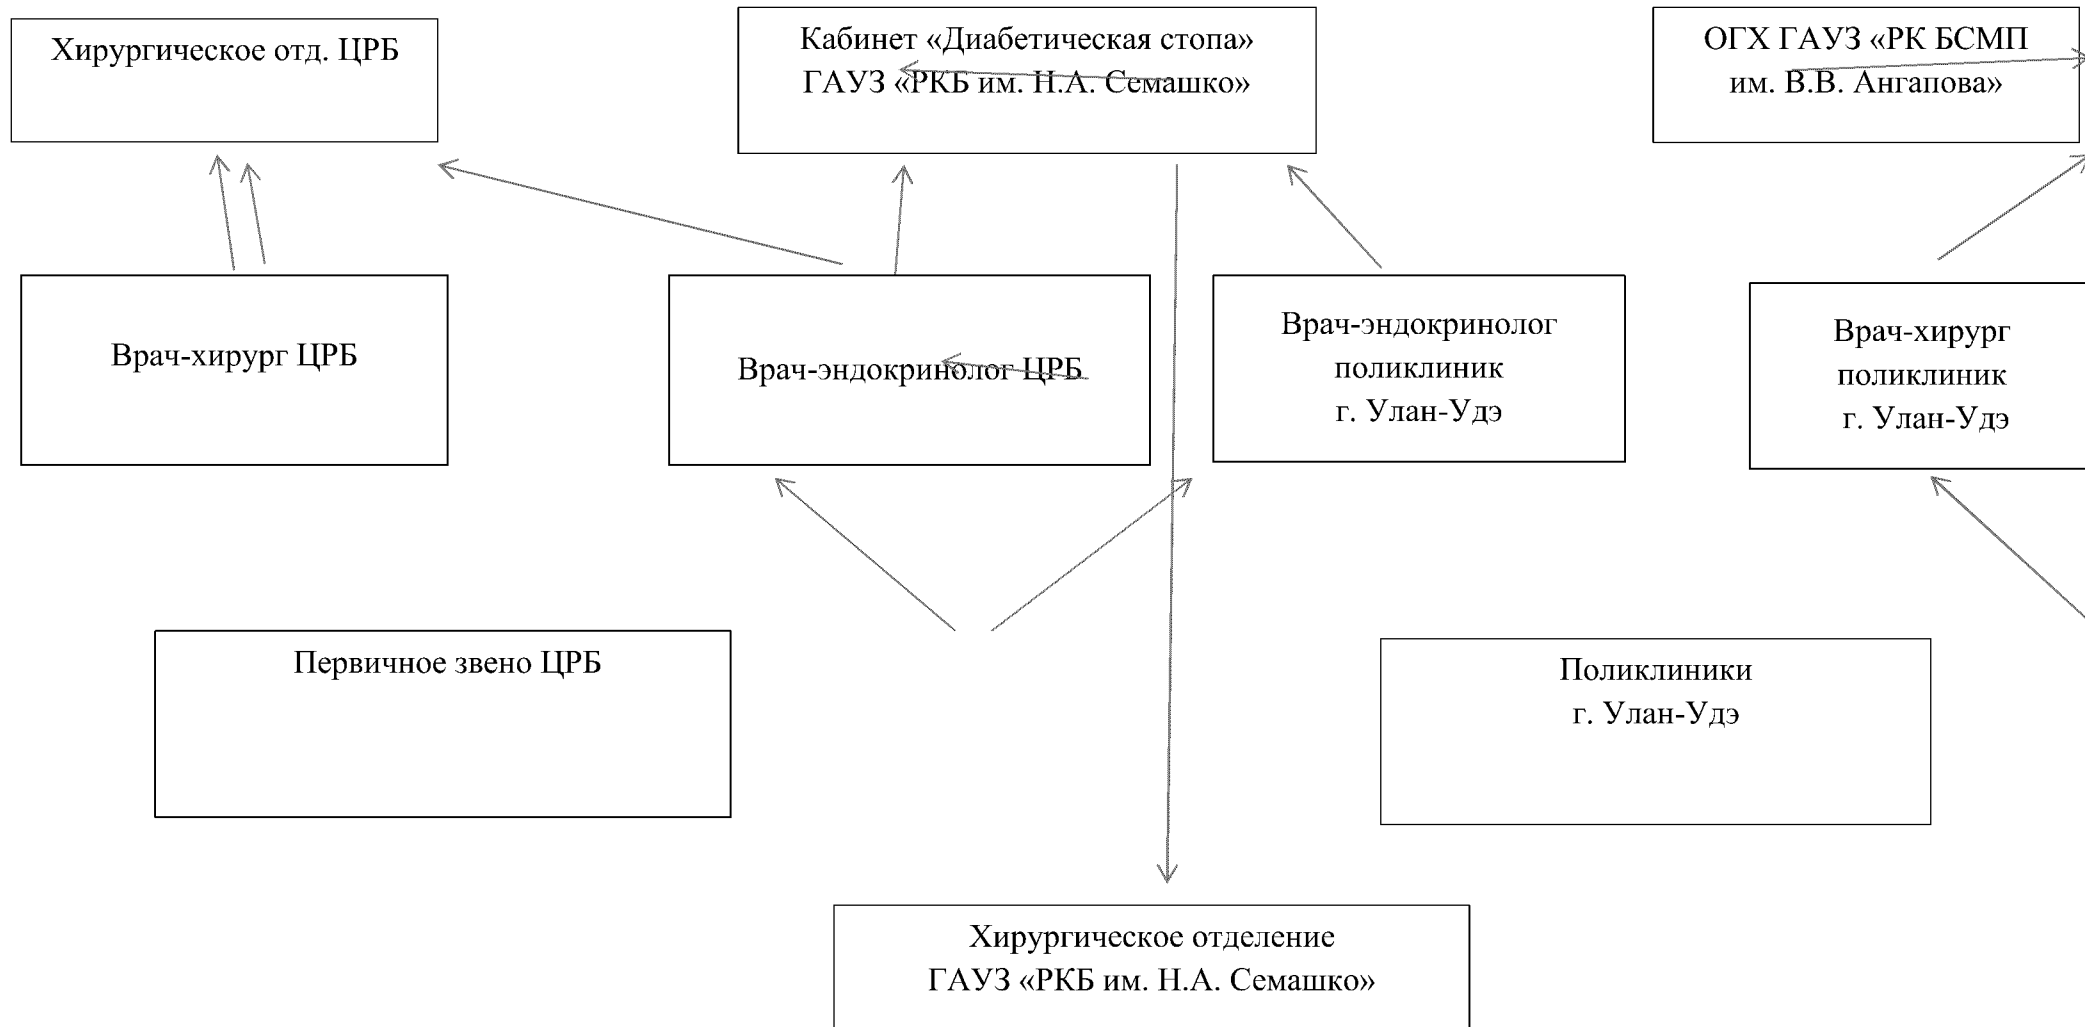 Хирургическое отд. ЦРБ
Кабинет «Диабетическая стопа»
ГАУЗ «РКБ им. Н.А. Семашко»
ОГХ ГАУЗ «РК БСМП
им. В.В. Ангапова»
Врач-хирург ЦРБ
Врач-эндокринолог ЦРБ
Врач-эндокринолог
поликлиник
г. Улан-Удэ
Врач-хирург
поликлиник
г. Улан-Удэ
Первичное звено ЦРБ
Поликлиники
г. Улан-Удэ
Хирургическое отделение
ГАУЗ «РКБ им. Н.А. Семашко»